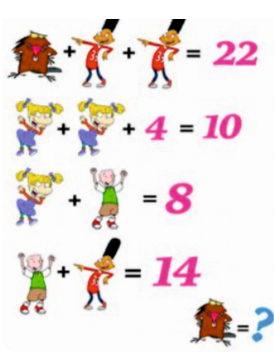 + + = 22
+ + 4 = 10
+ = 8
+ = 14
= ?